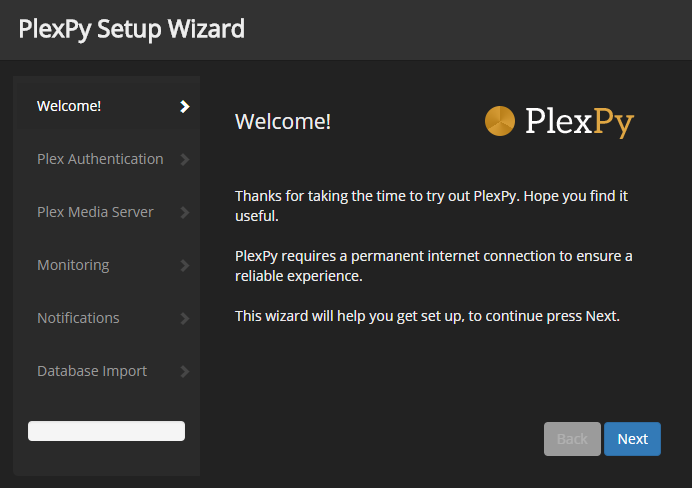 PlexPy Setup Wizard
Welcome!
Plex Authentication
Plex Media Server
Monitoring
Notifications
Database Import
Welcome!
PlexPy
Thanks for taking the time to try out PlexPy. Hope you find it
useful.
PlexPy requires a permanent internet connection to ensure a
reliable experience.
This wizard will help you get set up, to continue press Next.
Back
Next